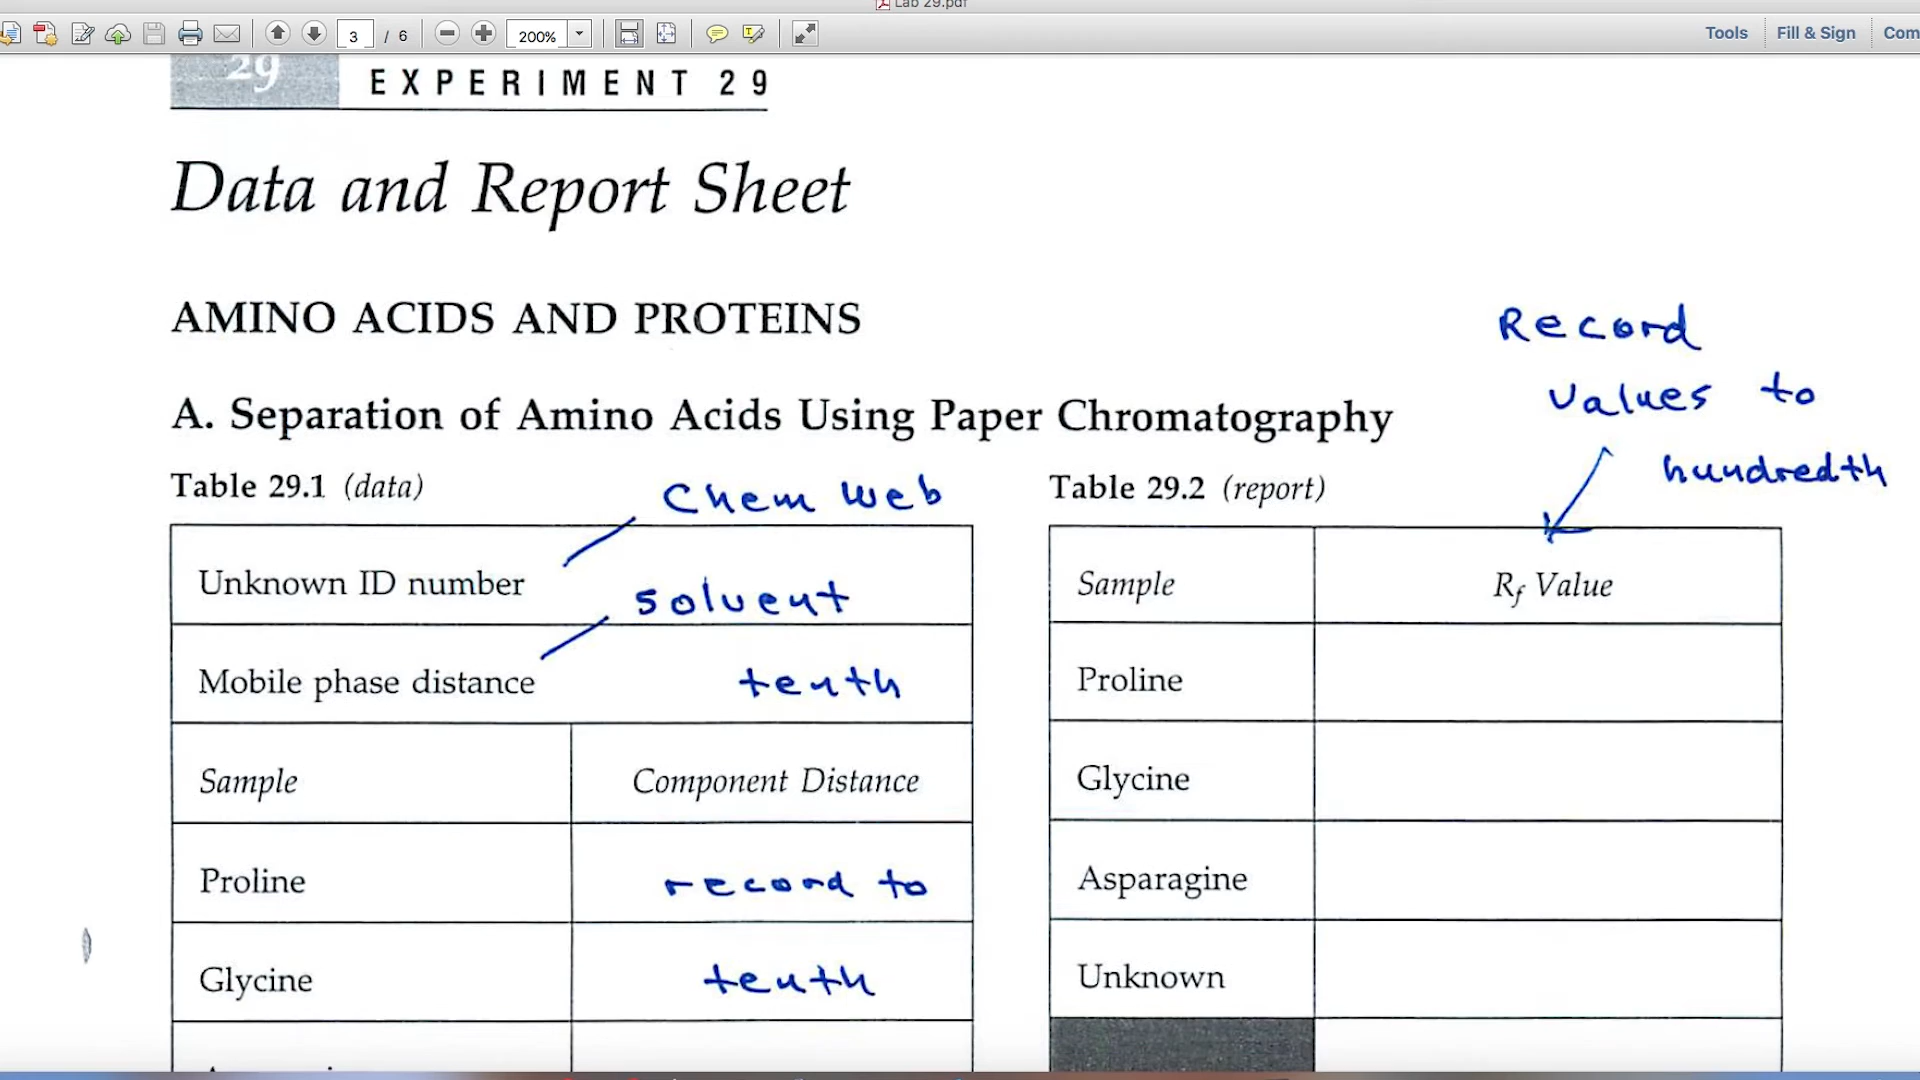 Lab 29.pdf
3 / 6
200%
Tools
Fill & Sign
Com
29
EXPERIMENT 29
Data and Report Sheet
AMINO ACIDS AND PROTEINS
Record
values to
hundredth
A. Separation of Amino Acids Using Paper Chromatography
Table 29.1 (data)
Chem Web
Unknown ID number
solvent
Mobile phase distance
tenth
Sample Component Distance
Proline record to
Glycine tenth
Table 29.2 (report)
Sample Rf Value
Proline
Glycine
Asparagine
Unknown